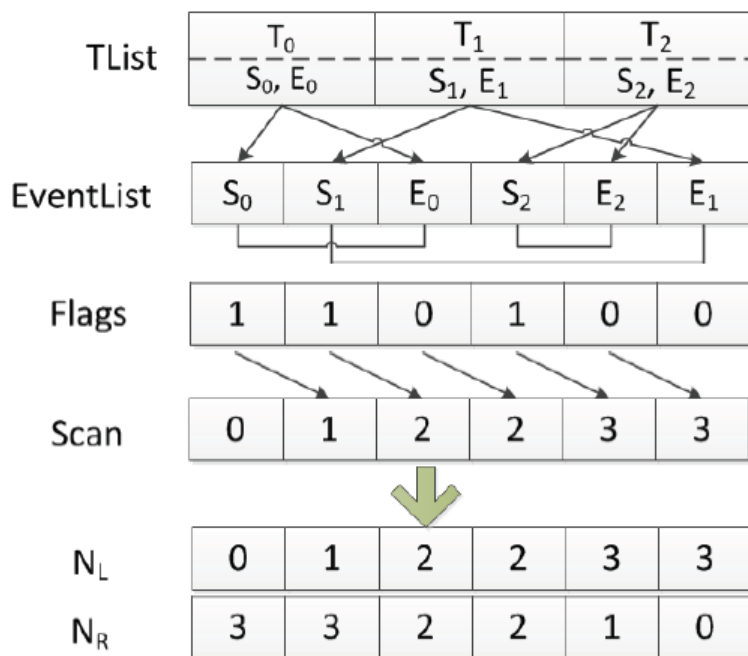 TList T₀ T₁ T₂
S₀, E₀ S₁, E₁ S₂, E₂
EventList S₀ S₁ E₀ S₂ E₂ E₁
Flags 1 1 0 1 0 0
Scan 0 1 2 2 3 3
N_L 0 1 2 2 3 3
N_R 3 3 2 2 1 0